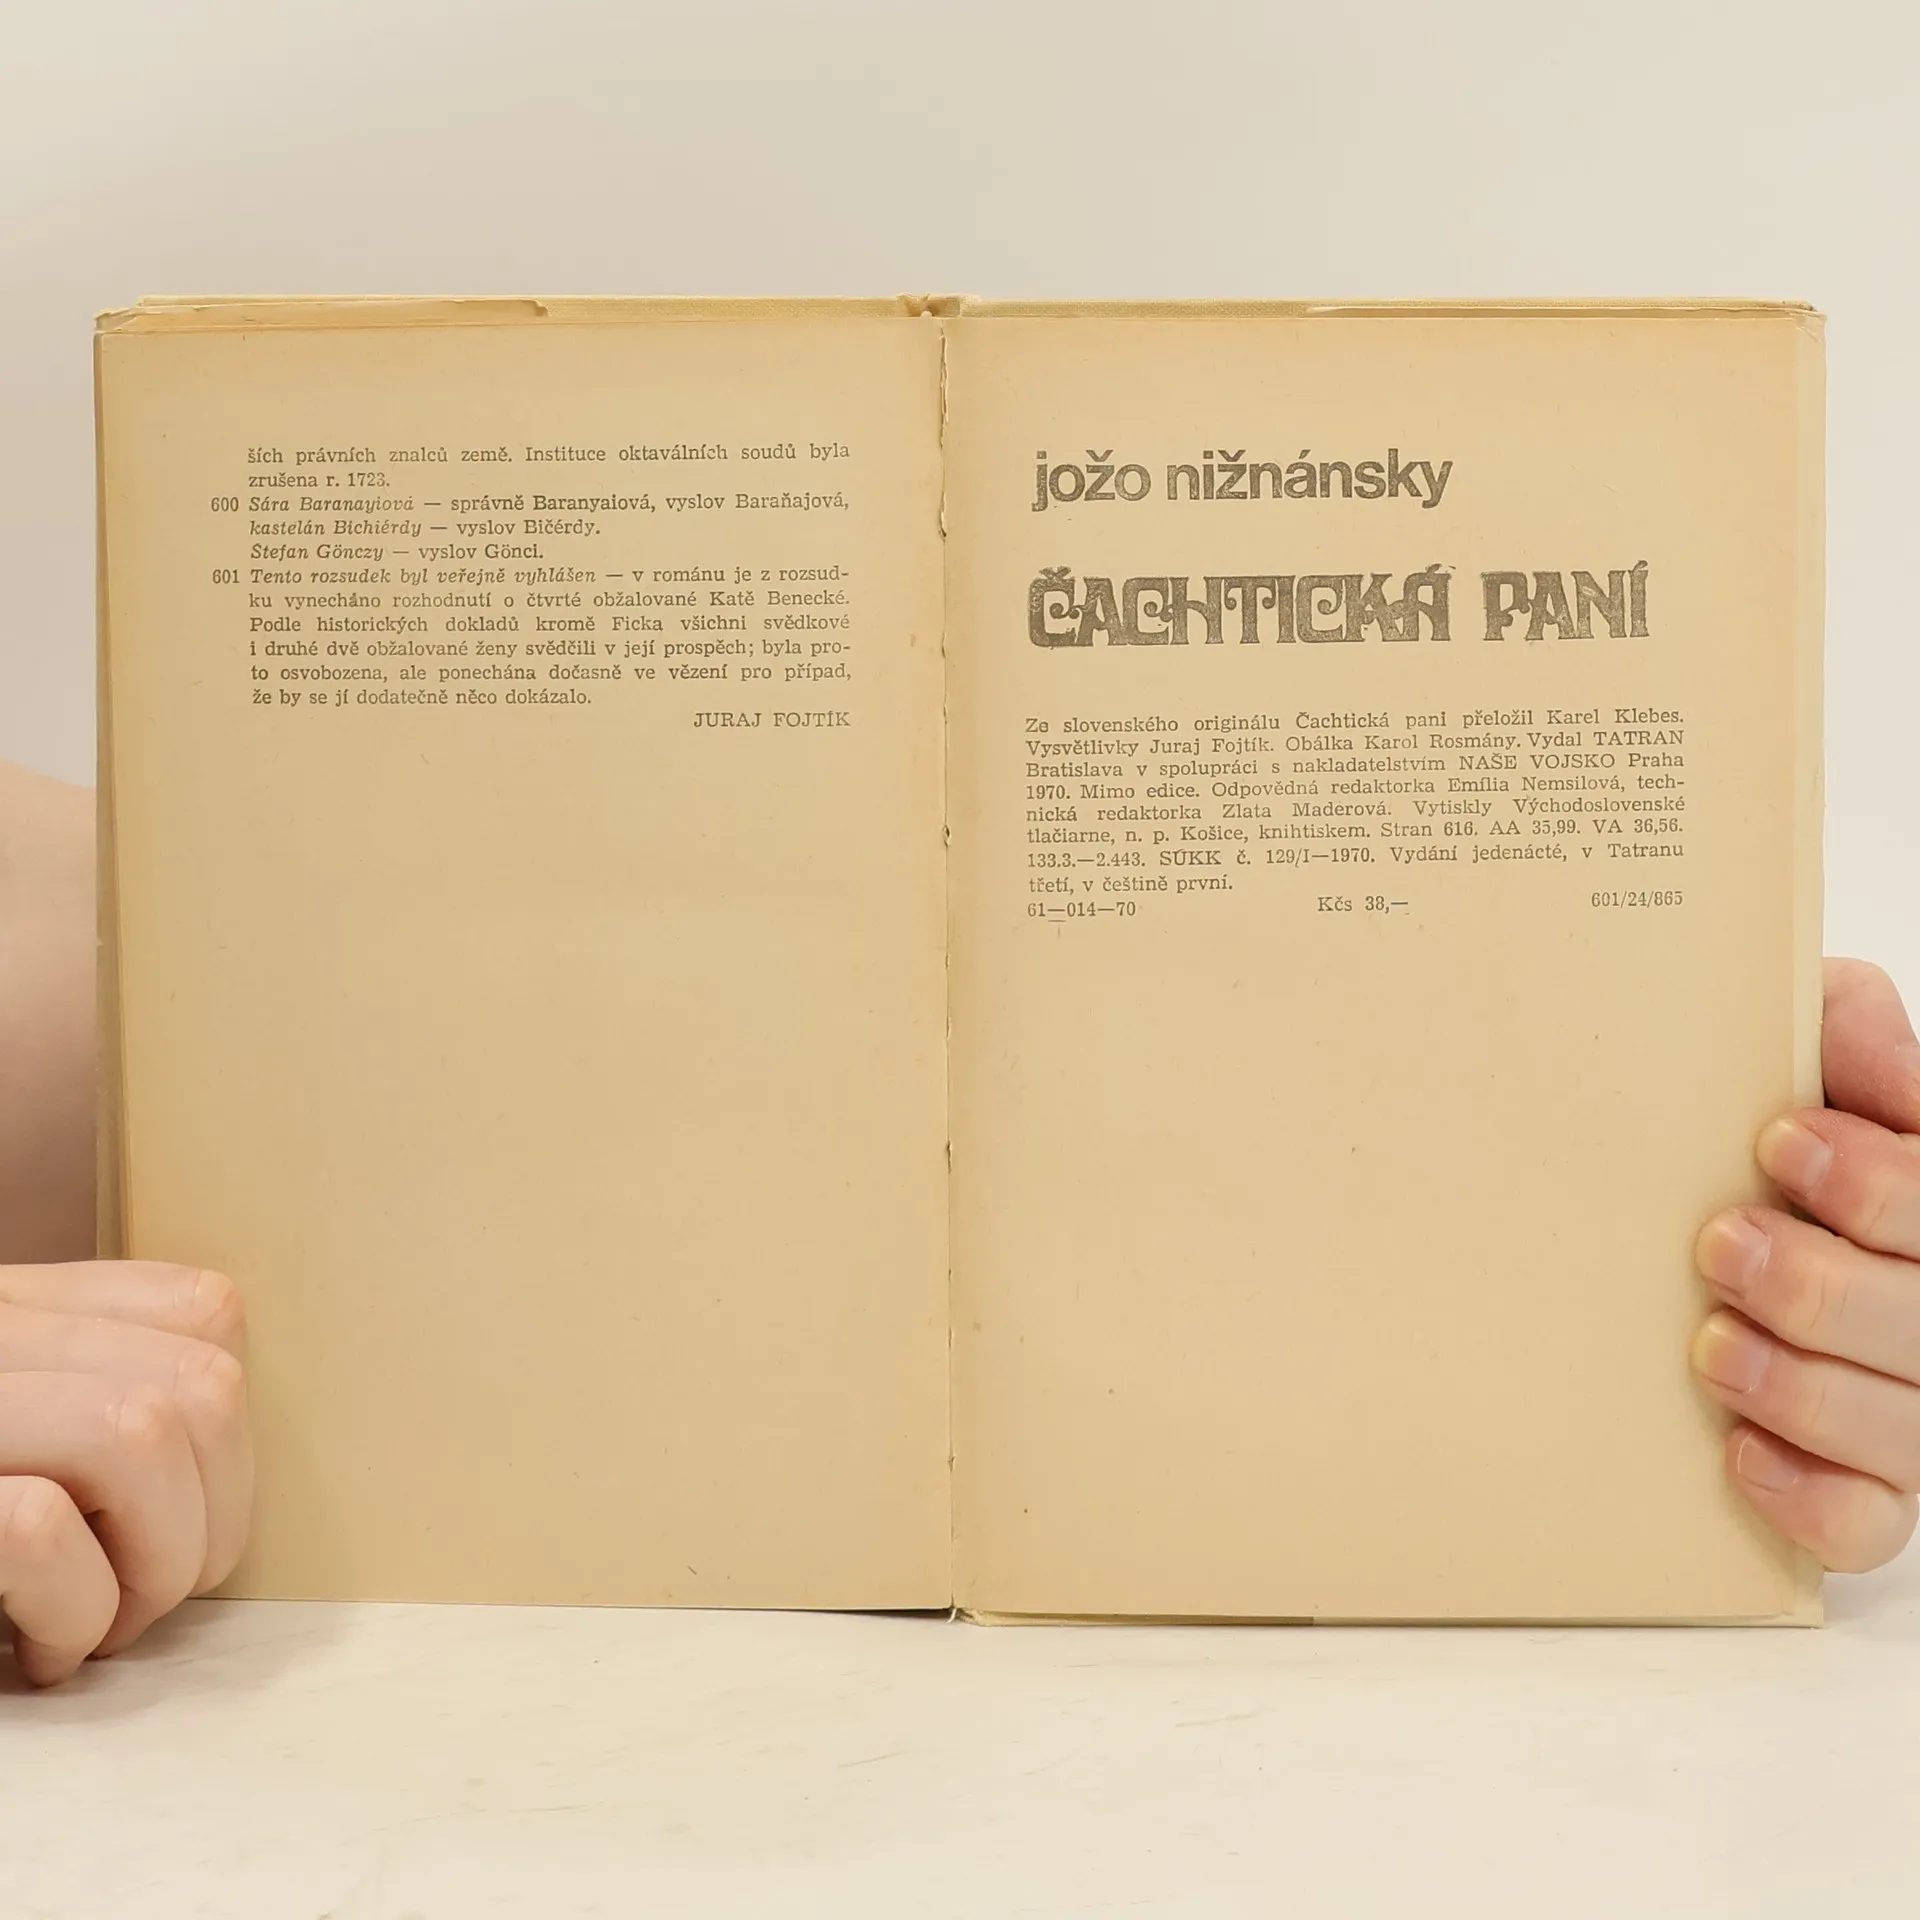 ších právních znalců země. Instituce oktaválních soudů byla
zrušena r. 1723.
600 Sára Baranayiová — správně Baranyaiová, vyslov Baraňajová,
kastelán Bichiérdy — vyslov Bičérdy.
Štefan Gönczy — vyslov Gönci.
601 Tento rozsudek byl veřejně vyhlášen — v románu je z rozsud-
ku vynecháno rozhodnutí o čtvrté obžalované Katě Benecké.
Podle historických dokladů kromě Ficka všichni svědkové
i druhé dvě obžalované ženy svědčili v její prospěch; byla pro-
to osvobozena, ale ponechána dočasně ve vězení pro případ,
že by se jí dodatečně něco dokázalo.
JURAJ FOJTÍK
jožo nižnánsky
ČACHTICKÁ PANÍ
Ze slovenského originálu Čachtická pani přeložil Karel Klebes.
Vysvětlivky Juraj Fojtík. Obálka Karol Rosmány. Vydal TATRAN
Bratislava v spolupráci s nakladatelstvím NAŠE VOJSKO Praha
1970. Mimo edice. Odpovědná redaktorka Emília Nemsilová, tech-
nická redaktorka Zlata Maderová. Vytiskly Východoslovenské
tlačiarne, n. p. Košice, knihtiskem. Stran 616. AA 35,99. VA 36,56.
133.3.—2.443. SÚKK č. 129/I—1970. Vydání jedenácté, v Tatranu
třetí, v češtině první.
61—014—70 Kčs 38,— 601/24/865